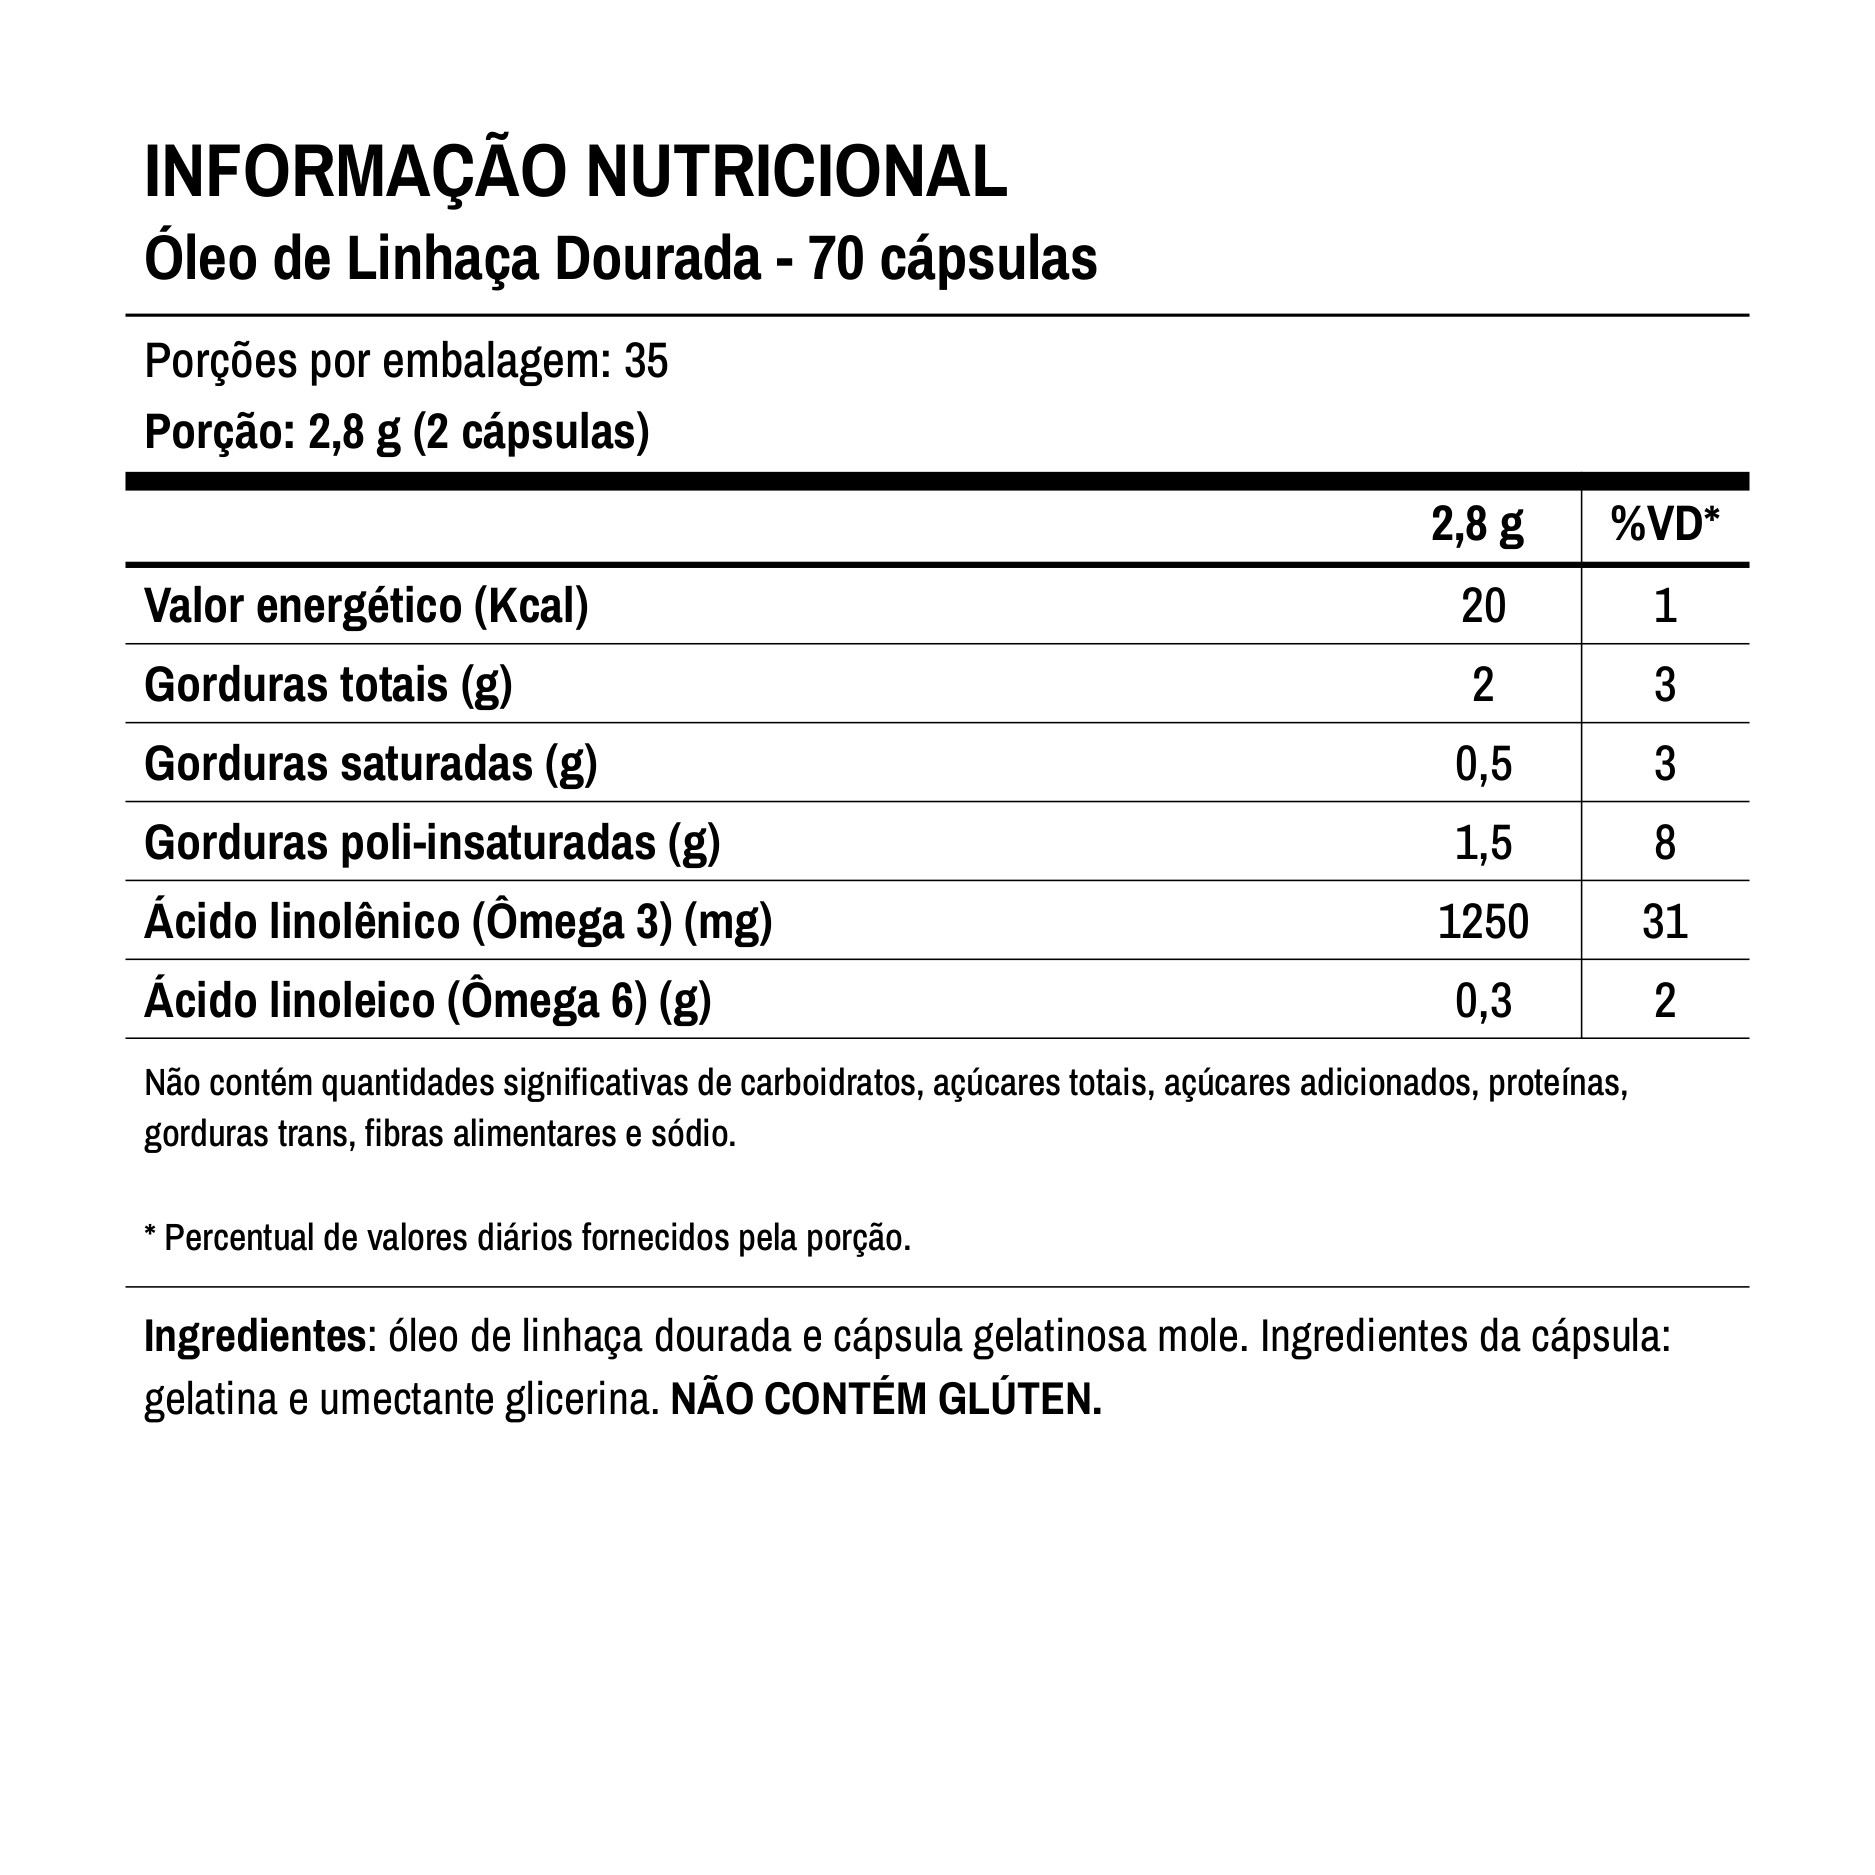 INFORMAÇÃO NUTRICIONAL
Óleo de Linhaça Dourada - 70 cápsulas
Porções por embalagem: 35
Porção: 2,8 g (2 cápsulas)
2,8 g %VD*
Valor energético (Kcal) 20 1
Gorduras totais (g) 2 3
Gorduras saturadas (g) 0,5 3
Gorduras poli-insaturadas (g) 1,5 8
Ácido linolênico (Ômega 3) (mg) 1250 31
Ácido linoleico (Ômega 6) (g) 0,3 2
Não contém quantidades significativas de carboidratos, açúcares totais, açúcares adicionados, proteínas,
gorduras trans, fibras alimentares e sódio.
* Percentual de valores diários fornecidos pela porção.
Ingredientes: óleo de linhaça dourada e cápsula gelatinosa mole. Ingredientes da cápsula:
gelatina e umectante glicerina. NÃO CONTÉM GLÚTEN.